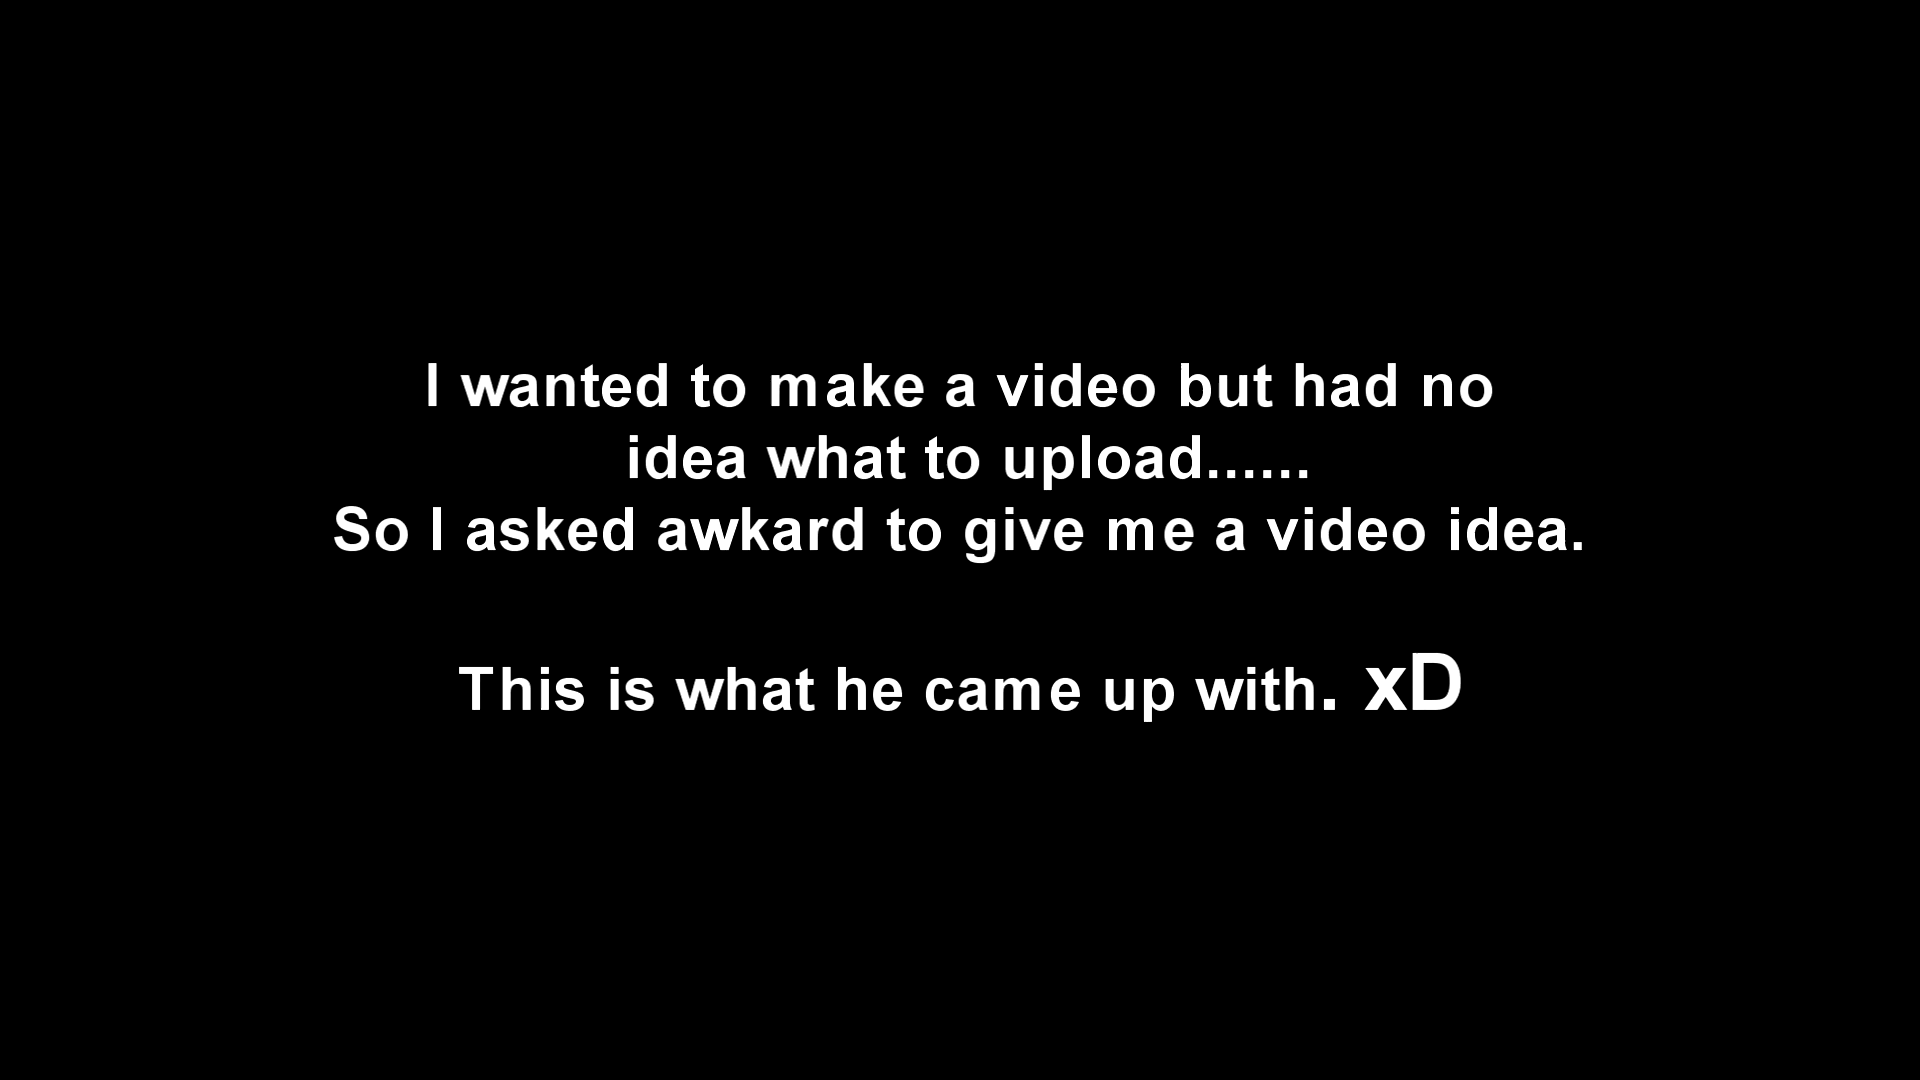 I wanted to make a video but had no
idea what to upload......
So I asked awkard to give me a video idea.
This is what he came up with. xD